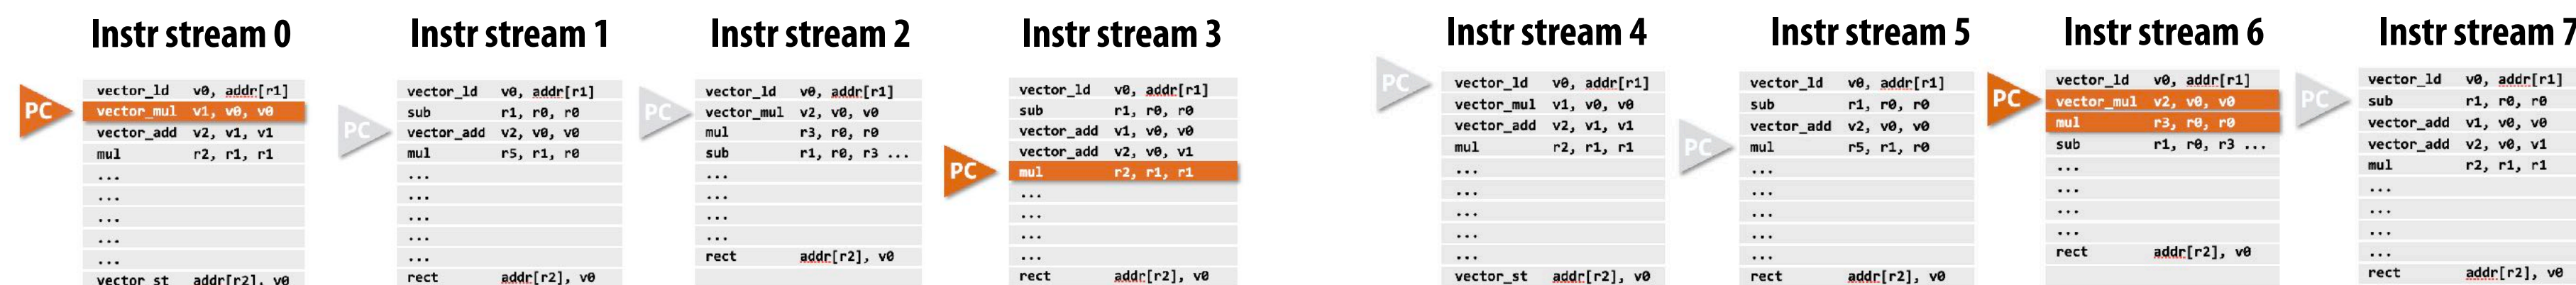 Instr stream 0
PC
vector_ld v0, addr[r1]
vector_mul v1, v0, v0
vector_add v2, v1, v1
mul r2, r1, r1
...
...
...
...
...
vector_st addr[r2], v0
Instr stream 1
PC
vector_ld v0, addr[r1]
sub r1, r0, r0
vector_add v2, v0, v0
mul r5, r1, r0
...
...
...
...
...
rect addr[r2], v0
Instr stream 2
PC
vector_ld v0, addr[r1]
vector_mul v2, v0, v0
mul r3, r0, r0
sub r1, r0, r3 ...
...
...
...
...
rect addr[r2], v0
Instr stream 3
PC
vector_ld v0, addr[r1]
sub r1, r0, r0
vector_add v1, v0, v0
vector_add v2, v0, v1
mul r2, r1, r1
...
...
...
...
rect addr[r2], v0
Instr stream 4
PC
vector_ld v0, addr[r1]
vector_mul v1, v0, v0
vector_add v2, v1, v1
mul r2, r1, r1
...
...
...
...
...
vector_st addr[r2], v0
Instr stream 5
PC
vector_ld v0, addr[r1]
sub r1, r0, r0
vector_add v2, v0, v0
mul r5, r1, r0
...
...
...
...
...
rect addr[r2], v0
Instr stream 6
PC
vector_ld v0, addr[r1]
vector_mul v2, v0, v0
mul r3, r0, r0
sub r1, r0, r3 ...
...
...
...
...
rect addr[r2], v0
Instr stream 7
PC
vector_ld v0, addr[r1]
sub r1, r0, r0
vector_add v1, v0, v0
vector_add v2, v0, v1
mul r2, r1, r1
...
...
...
...
rect addr[r2], v0